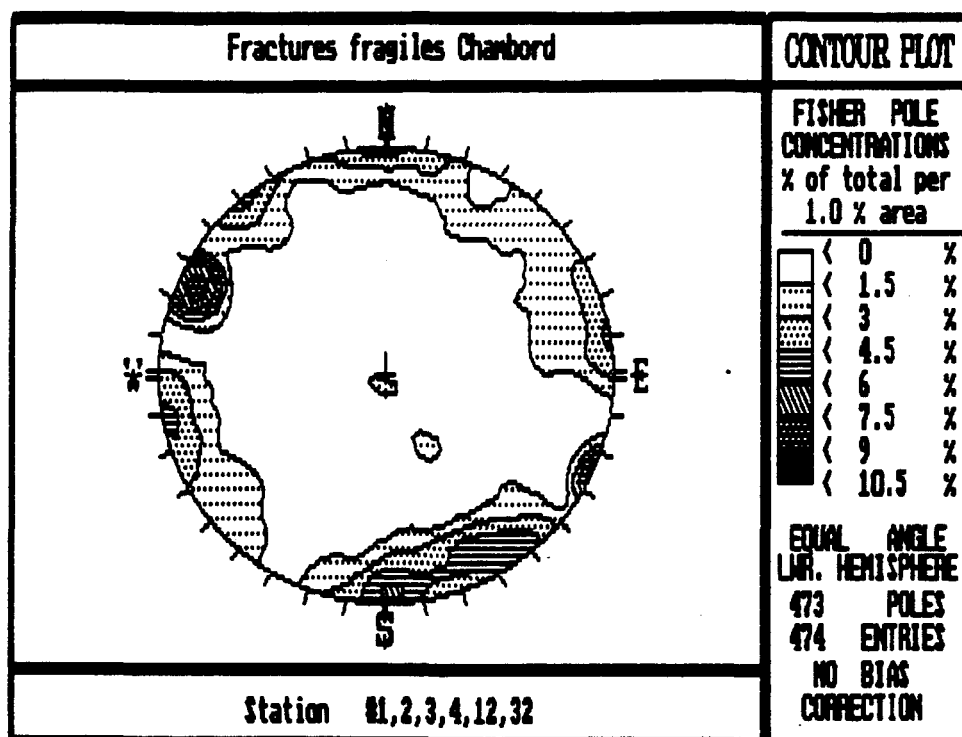 Fractures fragiles Chambord
N
W
E
S
Station #1,2,3,4,12,32
CONTOUR PLOT
FISHER POLE
CONCENTRATIONS
% of total per
1.0 % area
< 0 %
< 1.5 %
< 3 %
< 4.5 %
< 6 %
< 7.5 %
< 9 %
< 10.5 %
EQUAL ANGLE
LWR. HEMISPHERE
473 POLES
474 ENTRIES
NO BIAS
CORRECTION